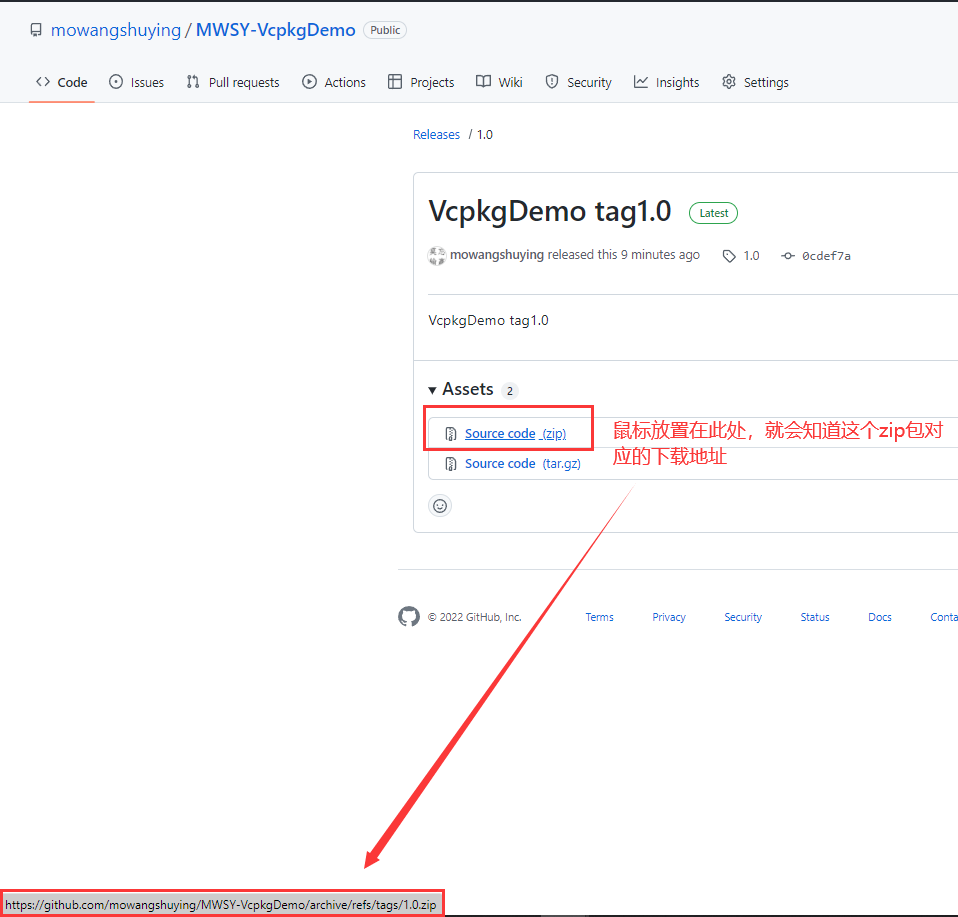 mowangshuying / MWSY-VcpkgDemo Public
Code Issues Pull requests Actions Projects Wiki Security Insights Settings
Releases / 1.0
VcpkgDemo tag1.0 Latest
mowangshuying released this 9 minutes ago 1.0 0cdef7a
VcpkgDemo tag1.0
Assets 2
Source code (zip)
鼠标放置在此处，就会知道这个zip包对
应的下载地址
Source code (tar.gz)
© 2022 GitHub, Inc. Terms Privacy Security Status Docs Conta
https://github.com/mowangshuying/MWSY-VcpkgDemo/archive/refs/tags/1.0.zip